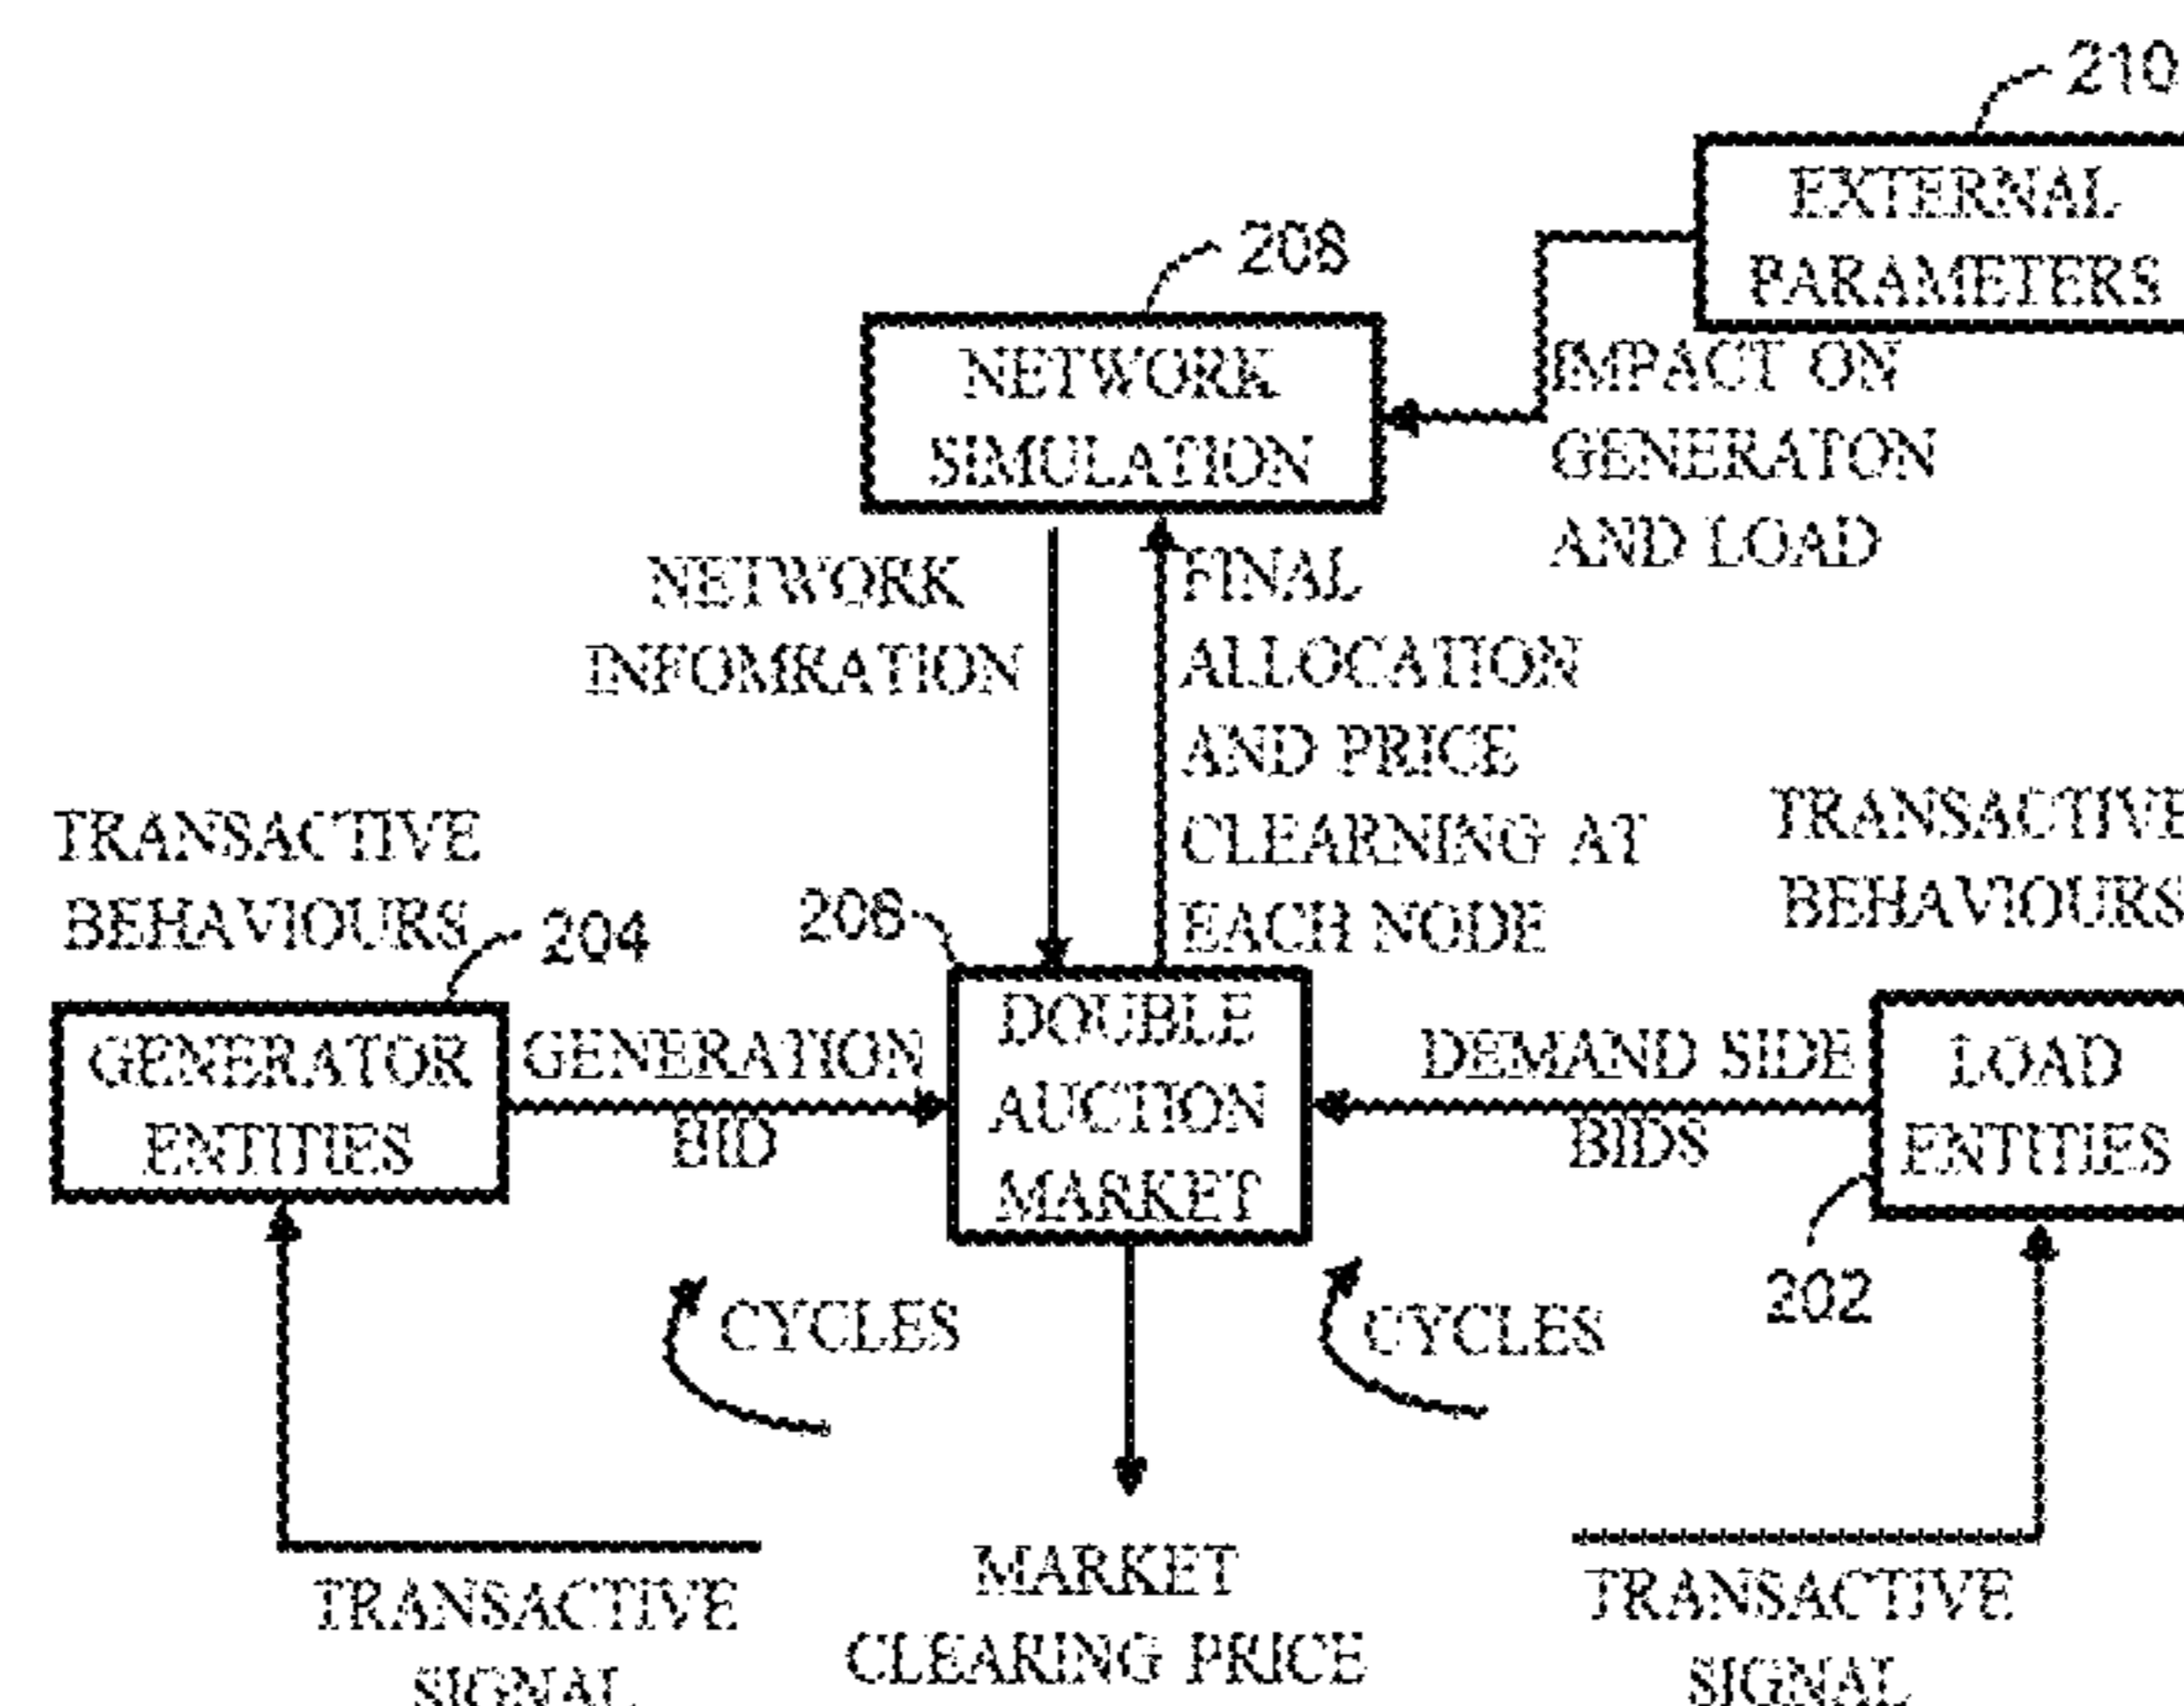 210
EXTERNAL
PARAMETERS
208
NETWORK
SIMULATION
IMPACT ON
GENERATON
AND LOAD
NETWORK
INFOMRATION
FINAL
ALLOCATION
AND PRICE
CLEARNING AT
EACH NODE
TRANSACTIVE
BEHAVIOURS
204
206
TRANSACTIVE
BEHAVIOURS
GENERATOR
ENTITIES
GENERATION
BID
DOUBLE
AUCTION
MARKET
DEMAND SIDE
BIDS
LOAD
ENTITIES
202
CYCLES
CYCLES
TRANSACTIVE
SIGNAL
MARKET
CLEARING PRICE
TRANSACTIVE
SIGNAL